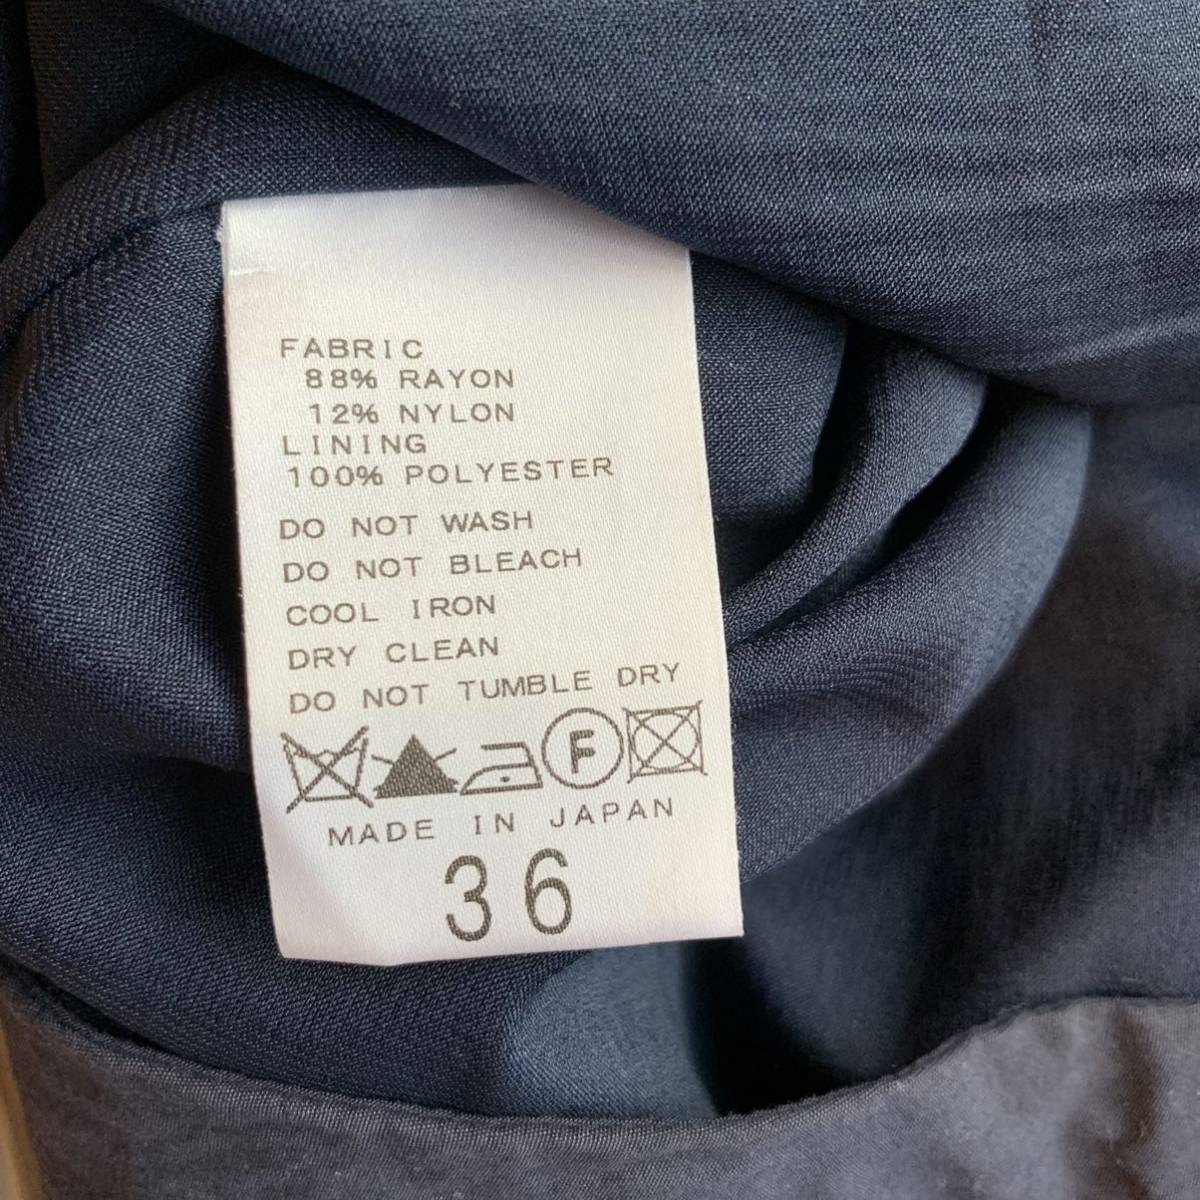 FABRIC
88% RAYON
12% NYLON
LINING
100% POLYESTER
DO NOT WASH
DO NOT BLEACH
COOL IRON
DRY CLEAN
DO NOT TUMBLE DRY
F
MADE IN JAPAN
36